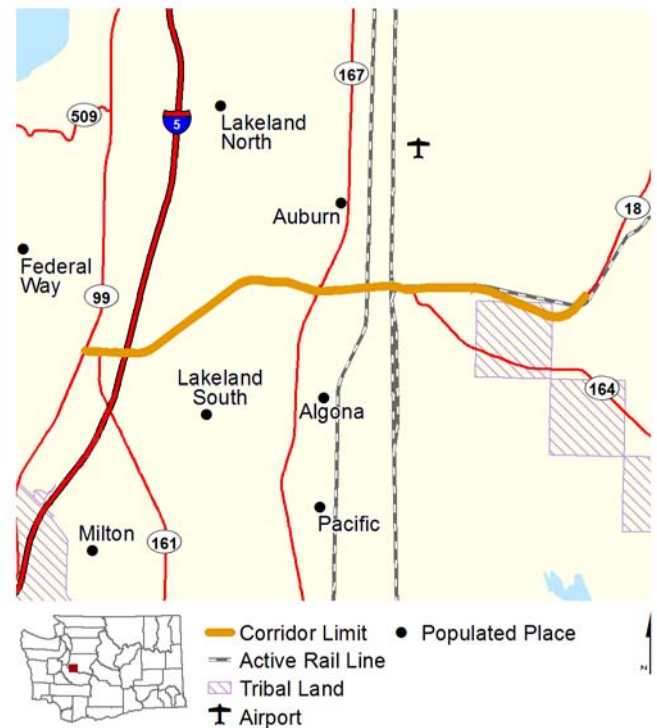 167
509
5
Lakeland
North
Auburn
18
Federal
Way
99
Lakeland
South
Algona
164
Pacific
Milton
161
Corridor Limit
Populated Place
Active Rail Line
Tribal Land
Airport
N